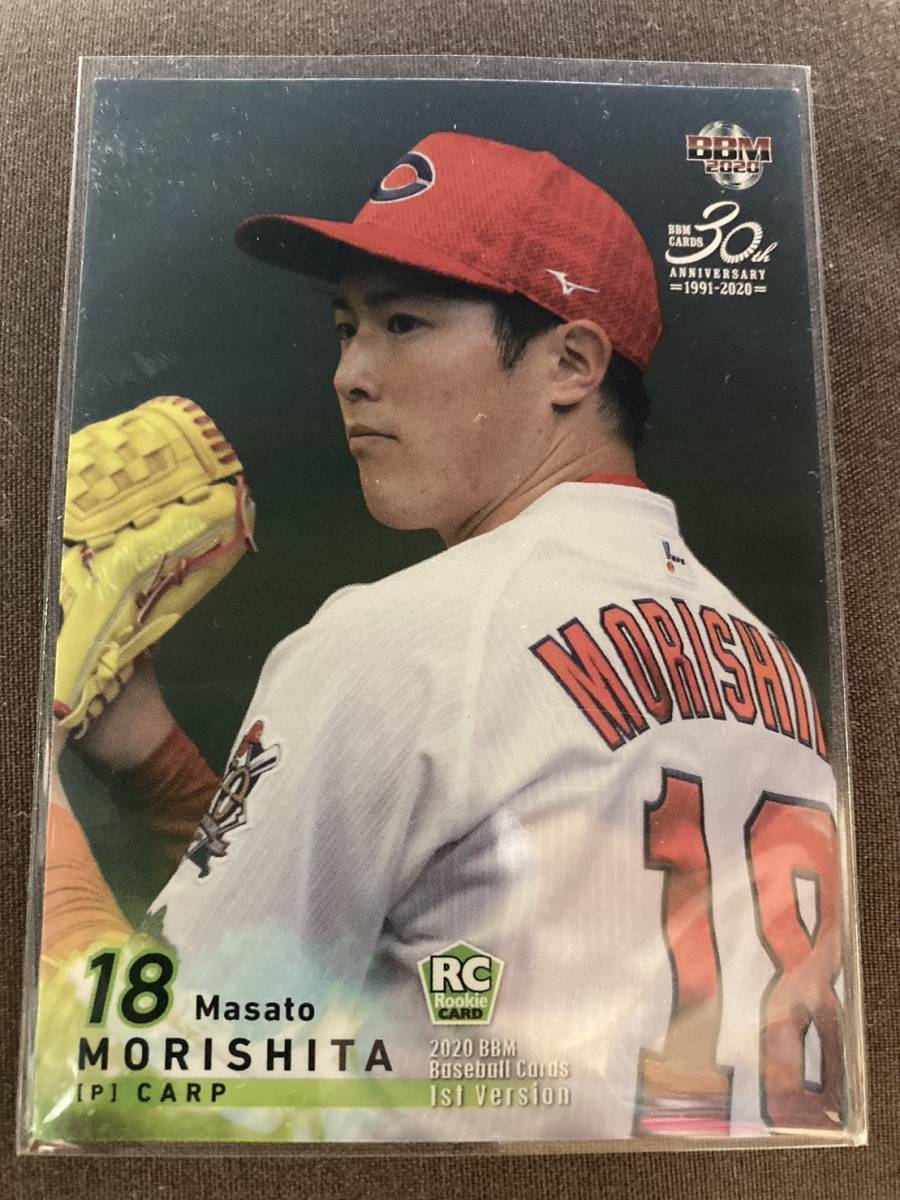 BBM
2020
BBM
CARDS 30th
ANNIVERSARY
1991-2020
MORISHI
18
18 Masato
MORISHITA
[P] CARP
RC
Rookie
CARD
2020 BBM
Baseball Cards
1st Version